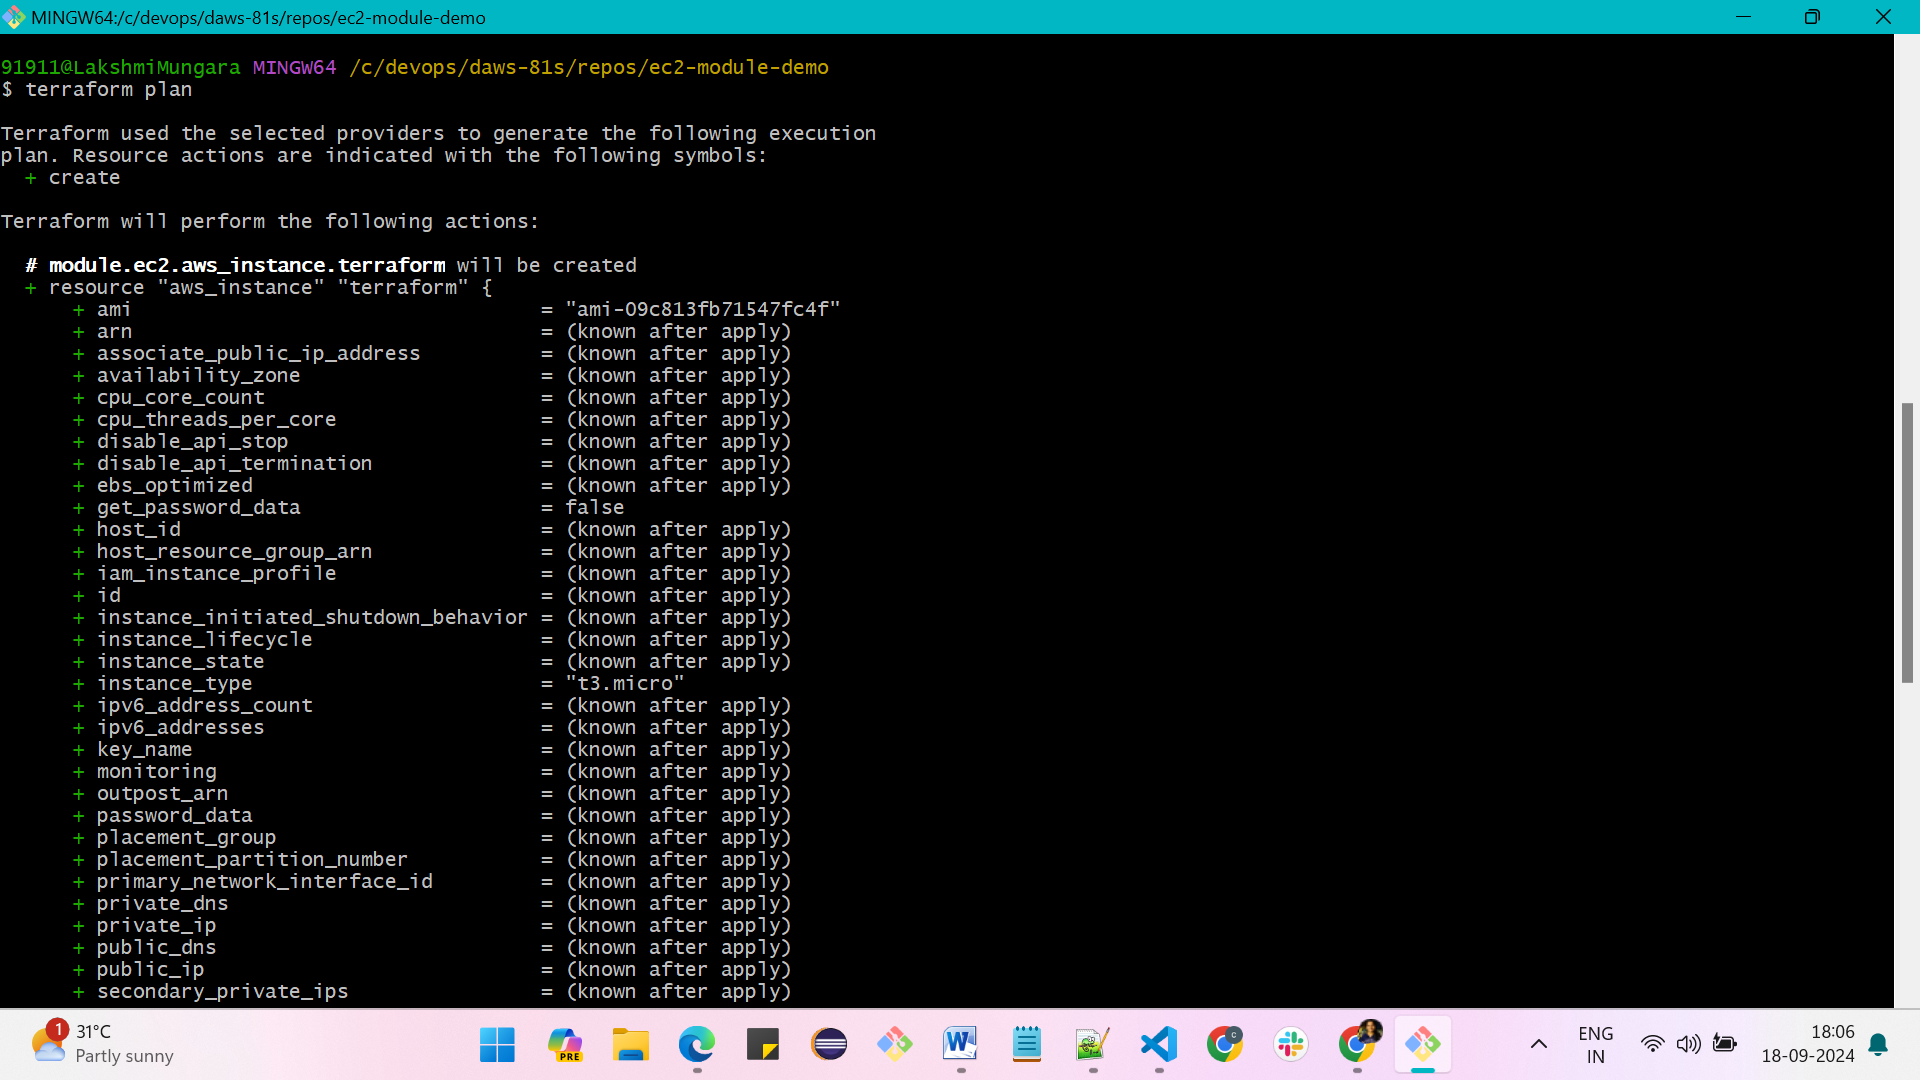 MINGW64:/c/devops/daws-81s/repos/ec2-module-demo
91911@LakshmiMungara MINGW64 /c/devops/daws-81s/repos/ec2-module-demo
$ terraform plan
Terraform used the selected providers to generate the following execution
plan. Resource actions are indicated with the following symbols:
+ create
Terraform will perform the following actions:
# module.ec2.aws_instance.terraform will be created
+ resource "aws_instance" "terraform" {
+ ami = "ami-09c813fb71547fc4f"
+ arn = (known after apply)
+ associate_public_ip_address = (known after apply)
+ availability_zone = (known after apply)
+ cpu_core_count = (known after apply)
+ cpu_threads_per_core = (known after apply)
+ disable_api_stop = (known after apply)
+ disable_api_termination = (known after apply)
+ ebs_optimized = (known after apply)
+ get_password_data = false
+ host_id = (known after apply)
+ host_resource_group_arn = (known after apply)
+ iam_instance_profile = (known after apply)
+ id = (known after apply)
+ instance_initiated_shutdown_behavior = (known after apply)
+ instance_lifecycle = (known after apply)
+ instance_state = (known after apply)
+ instance_type = "t3.micro"
+ ipv6_address_count = (known after apply)
+ ipv6_addresses = (known after apply)
+ key_name = (known after apply)
+ monitoring = (known after apply)
+ outpost_arn = (known after apply)
+ password_data = (known after apply)
+ placement_group = (known after apply)
+ placement_partition_number = (known after apply)
+ primary_network_interface_id = (known after apply)
+ private_dns = (known after apply)
+ private_ip = (known after apply)
+ public_dns = (known after apply)
+ public_ip = (known after apply)
+ secondary_private_ips = (known after apply)
1
31°C
Partly sunny
PRE
W
C
ENG
IN
18:06
18-09-2024